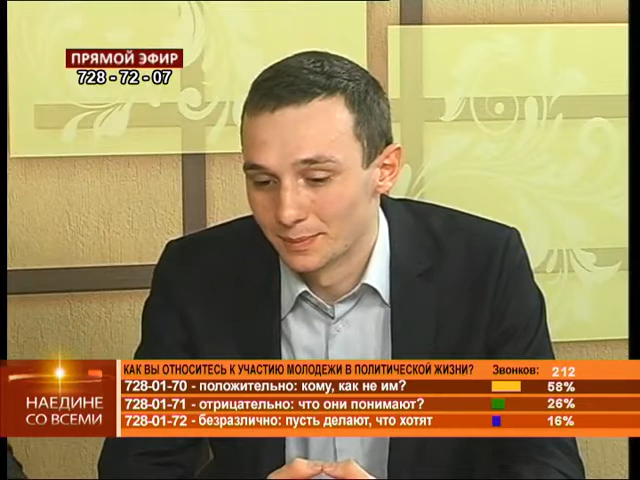 ПРЯМОЙ ЭФИР
728 - 72 - 07
КАК ВЫ ОТНОСИТЕСЬ К УЧАСТИЮ МОЛОДЕЖИ В ПОЛИТИЧЕСКОЙ ЖИЗНИ? Звонков: 212
728-01-70 - положительно: кому, как не им? 58%
728-01-71 - отрицательно: что они понимают? 26%
728-01-72 - безразлично: пусть делают, что хотят 16%
НАЕДИНЕ
СО ВСЕМИ